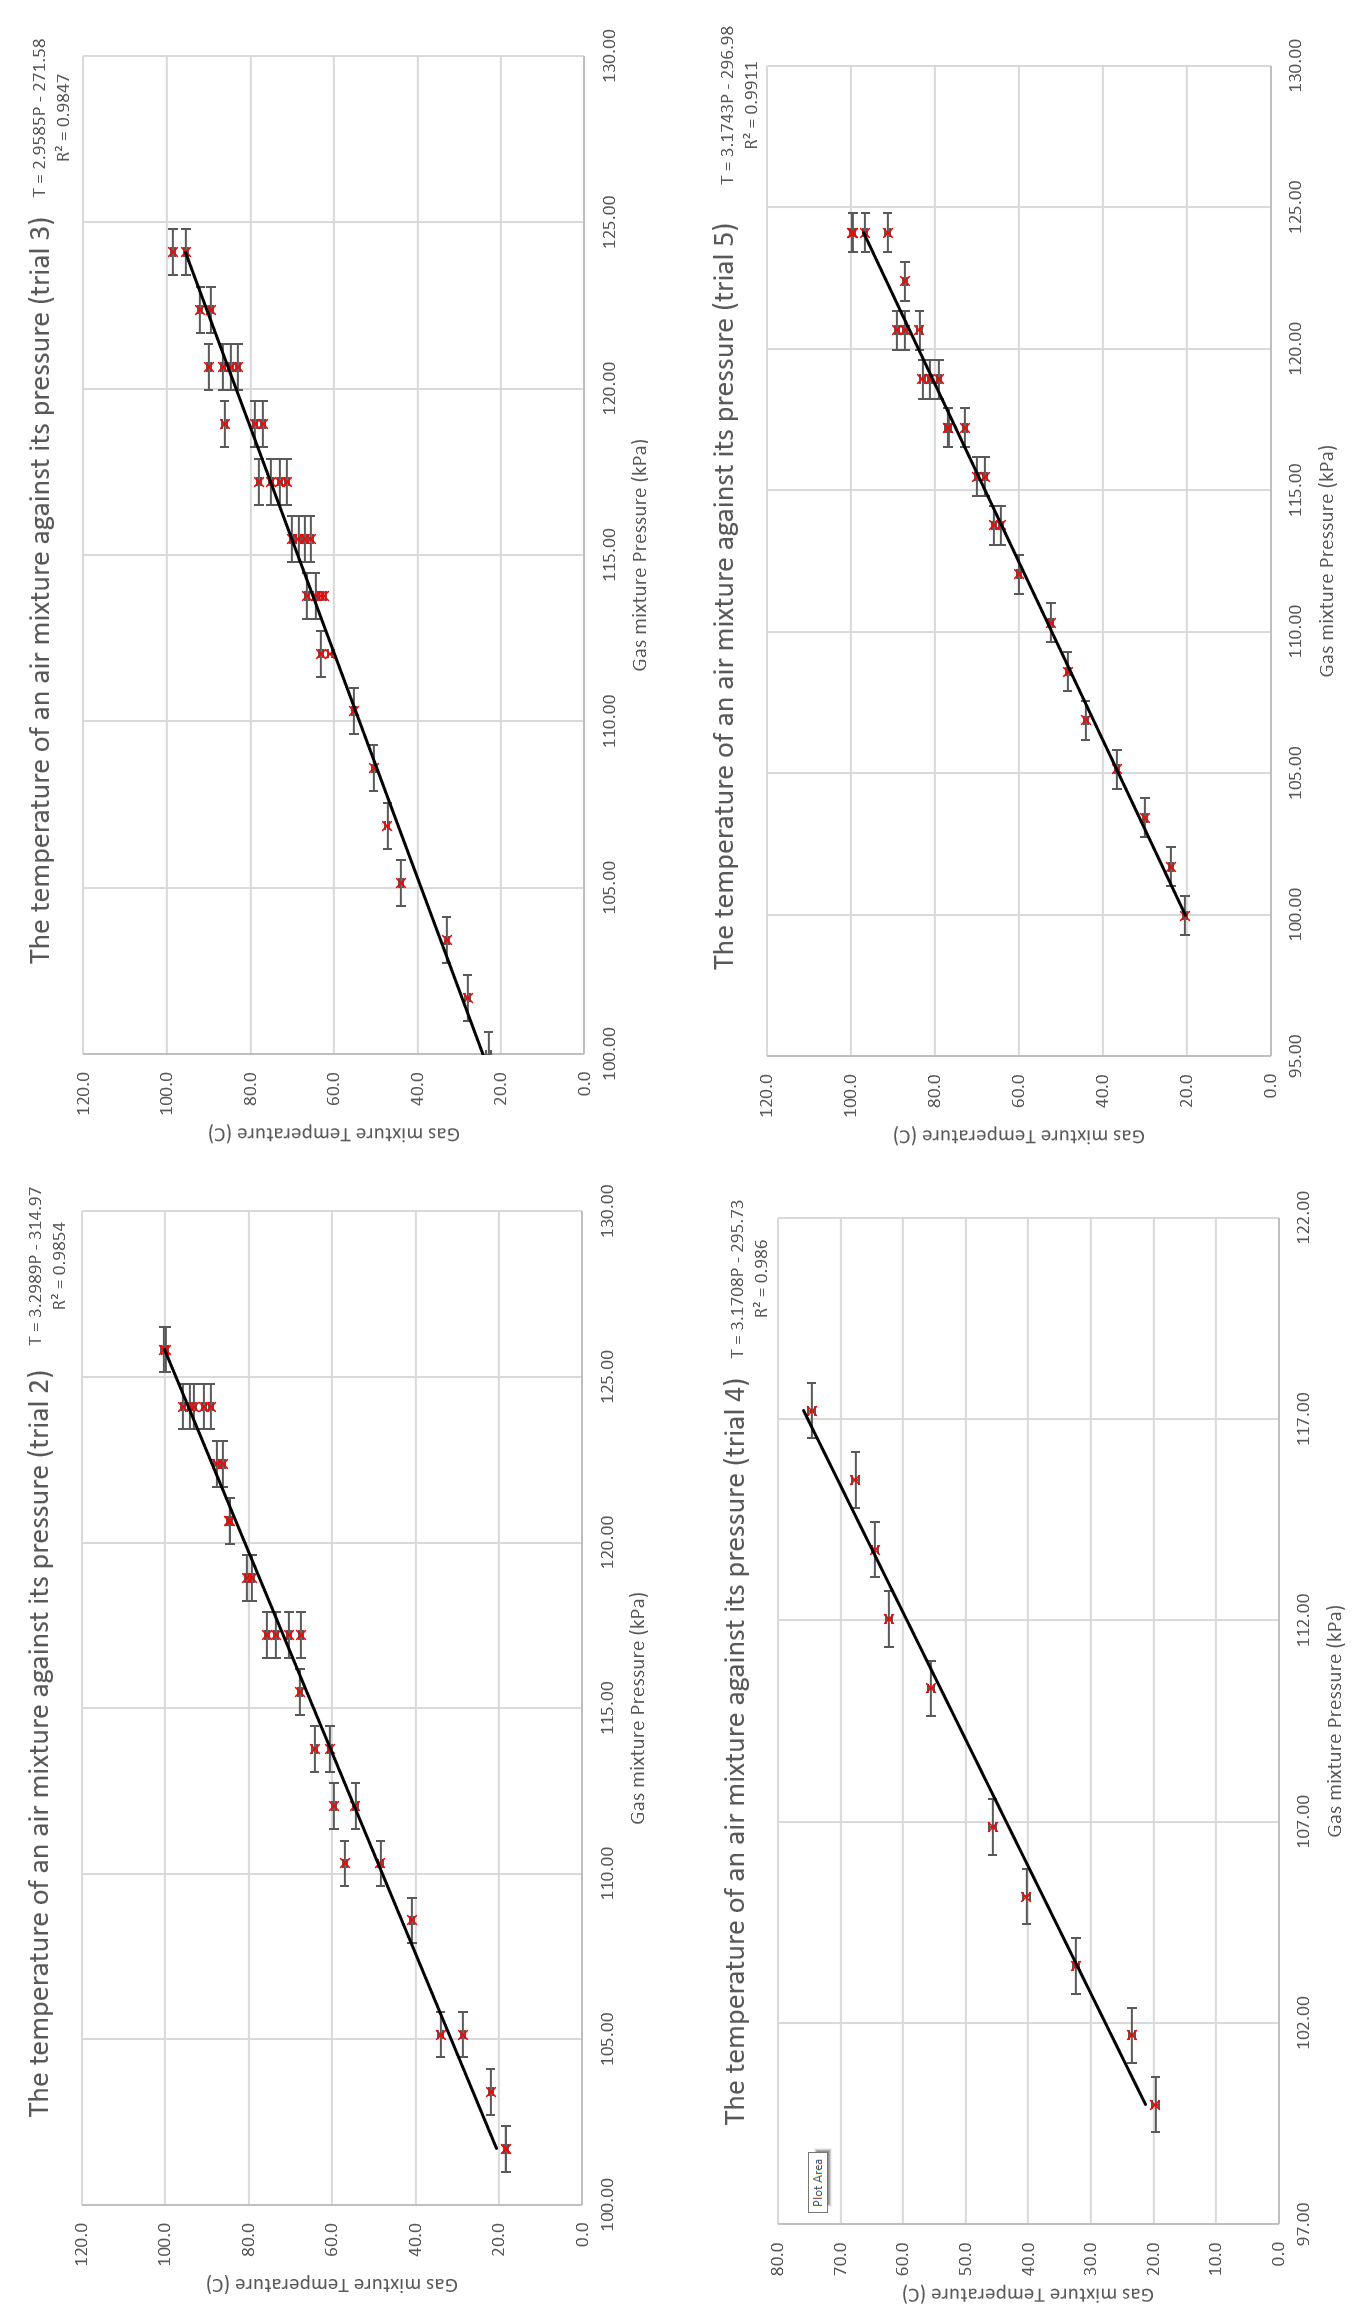 The temperature of an air mixture against its pressure (trial 2)
T = 3.2989P - 314.97
R² = 0.9854
120.0
100.0
80.0
60.0
40.0
20.0
0.0
Gas mixture Temperature (C)
100.00
105.00
110.00
115.00
120.00
125.00
130.00
Gas mixture Pressure (kPa)
The temperature of an air mixture against its pressure (trial 3)
T = 2.9585P - 271.58
R² = 0.9847
120.0
100.0
80.0
60.0
40.0
20.0
0.0
Gas mixture Temperature (C)
100.00
105.00
110.00
115.00
120.00
125.00
130.00
Gas mixture Pressure (kPa)
The temperature of an air mixture against its pressure (trial 4)
T = 3.1708P - 295.73
R² = 0.986
Plot Area
80.0
70.0
60.0
50.0
40.0
30.0
20.0
10.0
0.0
Gas mixture Temperature (C)
97.00
102.00
107.00
112.00
117.00
122.00
Gas mixture Pressure (kPa)
The temperature of an air mixture against its pressure (trial 5)
T = 3.1743P - 296.98
R² = 0.9911
120.0
100.0
80.0
60.0
40.0
20.0
0.0
Gas mixture Temperature (C)
95.00
100.00
105.00
110.00
115.00
120.00
125.00
130.00
Gas mixture Pressure (kPa)